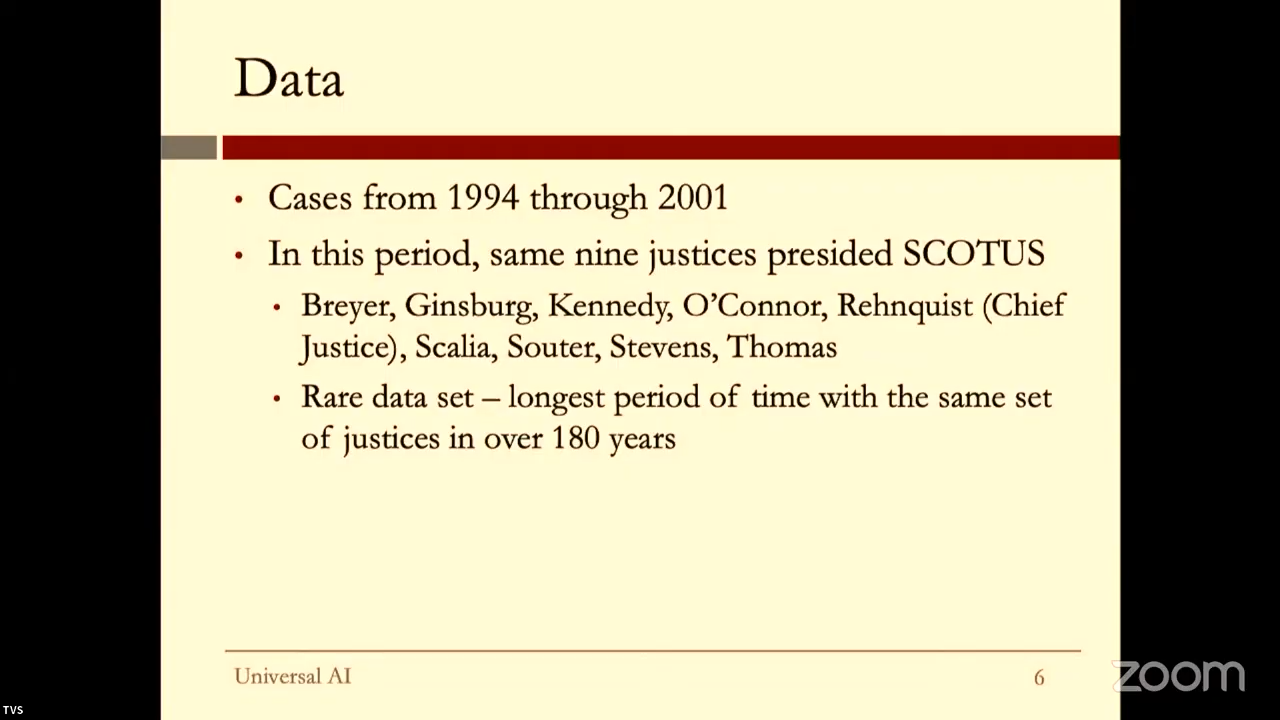 Data
• Cases from 1994 through 2001
• In this period, same nine justices presided SCOTUS
• Breyer, Ginsburg, Kennedy, O’Connor, Rehnquist (Chief
Justice), Scalia, Souter, Stevens, Thomas
• Rare data set – longest period of time with the same set
of justices in over 180 years
Universal AI
6
zoom
TVS